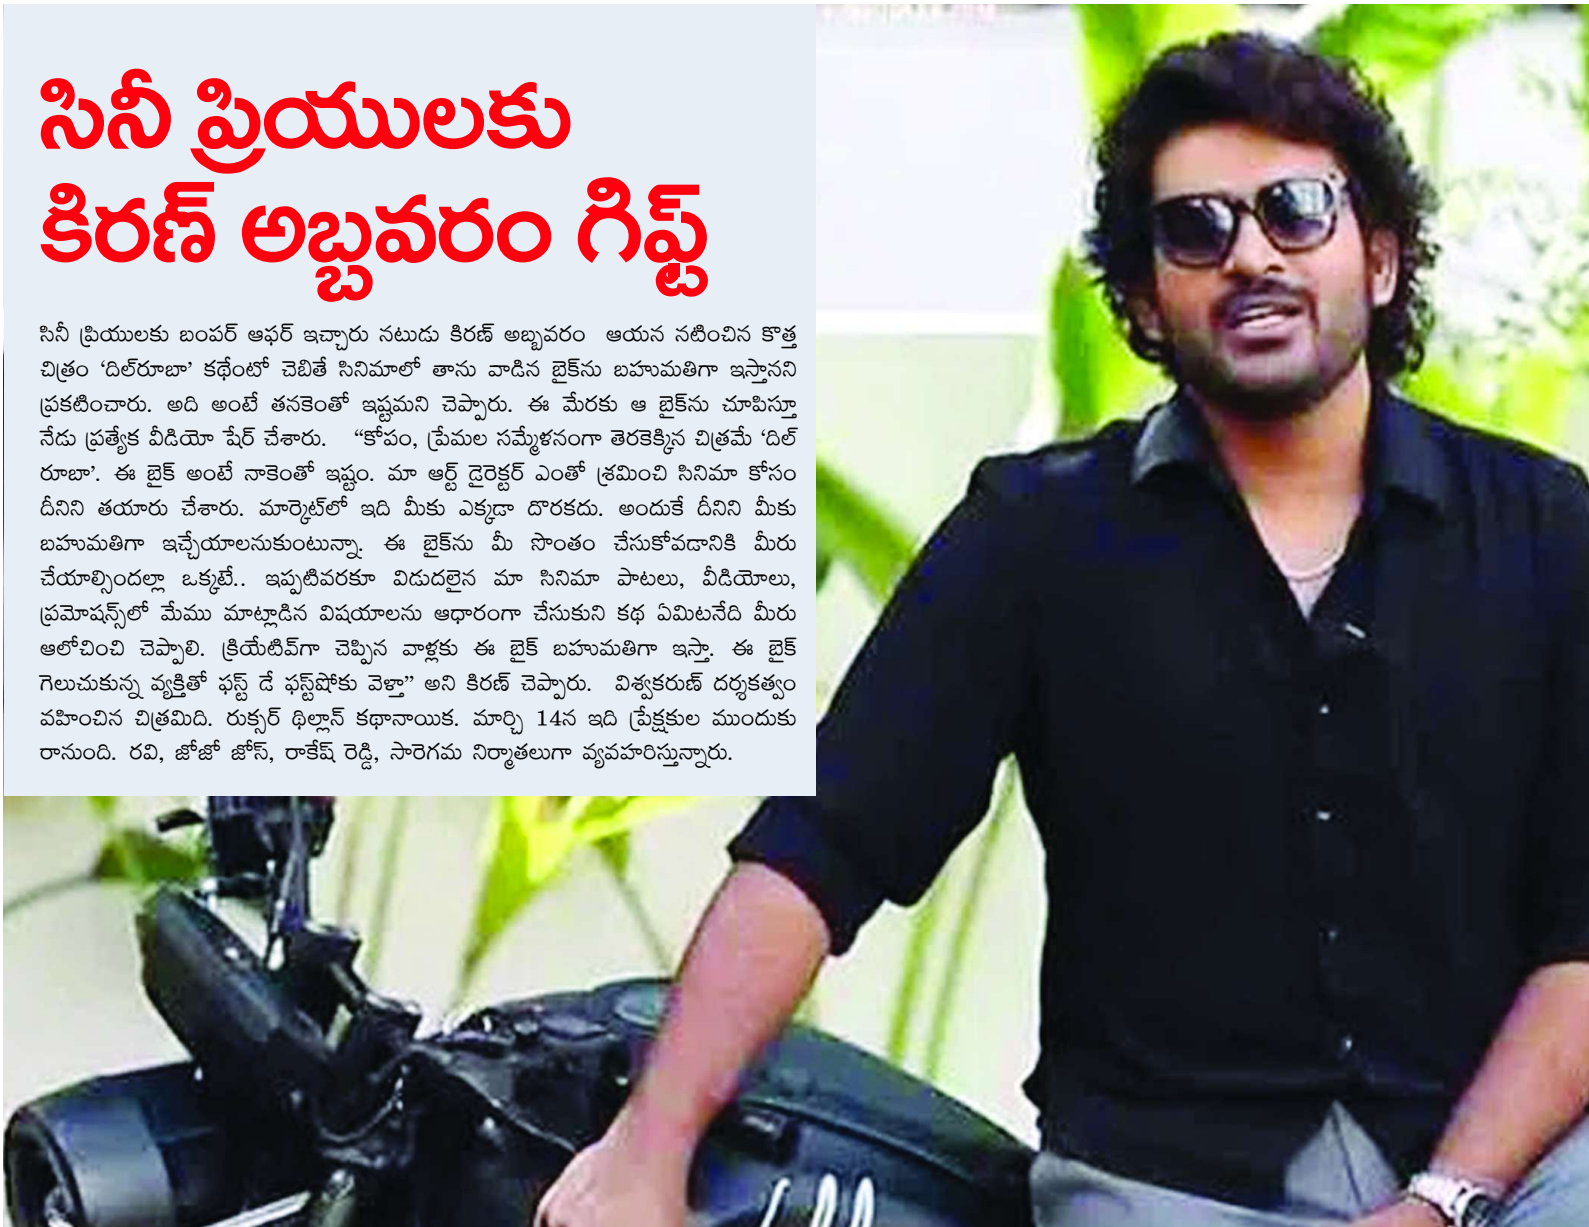 సినీ ప్రియులకు
కిరణ్ అబ్బవరం గిఫ్ట్
సినీ ప్రియులకు బంపర్ ఆఫర్ ఇచ్చారు నటుడు కిరణ్ అబ్బవరం ఆయన నటించిన కొత్త
చిత్రం ‘దిల్‌రూబా’ కథేంటో చెబితే సినిమాలో తాను వాడిన బైక్‌ను బహుమతిగా ఇస్తానని
ప్రకటించారు. అది అంటే తనకెంతో ఇష్టమని చెప్పారు. ఈ మేరకు ఆ బైక్‌ను చూపిస్తూ
నేడు ప్రత్యేక వీడియో షేర్ చేశారు. “కోపం, ప్రేమల సమ్మేళనంగా తెరకెక్కిన చిత్రమే ‘దిల్
రూబా’. ఈ బైక్ అంటే నాకెంతో ఇష్టం. మా ఆర్ట్ డైరెక్టర్ ఎంతో శ్రమించి సినిమా కోసం
దీనిని తయారు చేశారు. మార్కెట్‌లో ఇది మీకు ఎక్కడా దొరకదు. అందుకే దీనిని మీకు
బహుమతిగా ఇచ్చేయాలనుకుంటున్నా. ఈ బైక్‌ను మీ సొంతం చేసుకోవడానికి మీరు
చేయాల్సిందల్లా ఒక్కటే.. ఇప్పటివరకూ విడుదలైన మా సినిమా పాటలు, వీడియోలు,
ప్రమోషన్స్‌లో మేము మాట్లాడిన విషయాలను ఆధారంగా చేసుకుని కథ ఏమిటనేది మీరు
ఆలోచించి చెప్పాలి. క్రియేటివ్‌గా చెప్పిన వాళ్లకు ఈ బైక్ బహుమతిగా ఇస్తా. ఈ బైక్
గెలుచుకున్న వ్యక్తితో ఫస్ట్ డే ఫస్ట్‌షోకు వెళ్తా” అని కిరణ్ చెప్పారు. విశ్వకరుణ్ దర్శకత్వం
వహించిన చిత్రమిది. రుక్సర్ థిల్లాన్ కథానాయిక. మార్చి 14న ఇది ప్రేక్షకుల ముందుకు
రానుంది. రవి, జోజో జోస్, రాకేష్ రెడ్డి, సారెగమ నిర్మాతలుగా వ్యవహరిస్తున్నారు.